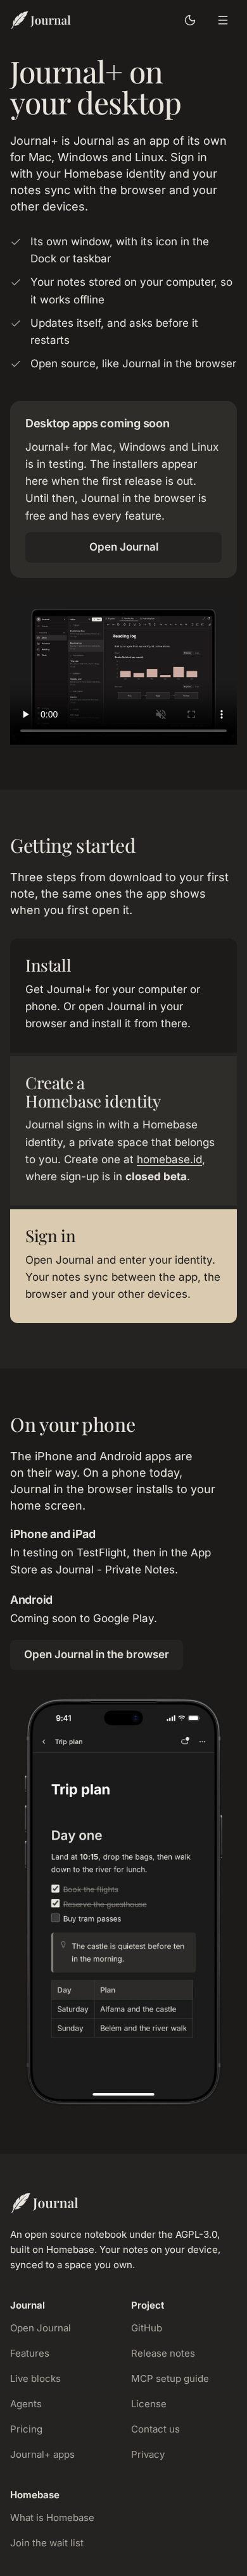 Journal
Journal+ on
your desktop
Journal+ is Journal as an app of its own
for Mac, Windows and Linux. Sign in
with your Homebase identity and your
notes sync with the browser and your
other devices.
Its own window, with its icon in the
Dock or taskbar
Your notes stored on your computer, so
it works offline
Updates itself, and asks before it
restarts
Open source, like Journal in the browser
Desktop apps coming soon
Journal+ for Mac, Windows and Linux
is in testing. The installers appear
here when the first release is out.
Until then, Journal in the browser is
free and has every feature.
Open Journal
Reading log
0:00
Getting started
Three steps from download to your first
note, the same ones the app shows
when you first open it.
Install
Get Journal+ for your computer or
phone. Or open Journal in your
browser and install it from there.
Create a
Homebase identity
Journal signs in with a Homebase
identity, a private space that belongs
to you. Create one at homebase.id,
where sign-up is in closed beta.
Sign in
Open Journal and enter your identity.
Your notes sync between the app, the
browser and your other devices.
On your phone
The iPhone and Android apps are
on their way. On a phone today,
Journal in the browser installs to your
home screen.
iPhone and iPad
In testing on TestFlight, then in the App
Store as Journal - Private Notes.
Android
Coming soon to Google Play.
Open Journal in the browser
9:41
Trip plan
Trip plan
Day one
Land at 10:15, drop the bags, then walk
down to the river for lunch.
Book the flights
Reserve the guesthouse
Buy tram passes
The castle is quietest before ten
in the morning.
Day Plan
Saturday Alfama and the castle
Sunday Belém and the river walk
Journal
An open source notebook under the AGPL-3.0,
built on Homebase. Your notes on your device,
synced to a space you own.
Journal Project
Open Journal GitHub
Features Release notes
Live blocks MCP setup guide
Agents License
Pricing Contact us
Journal+ apps Privacy
Homebase
What is Homebase
Join the wait list